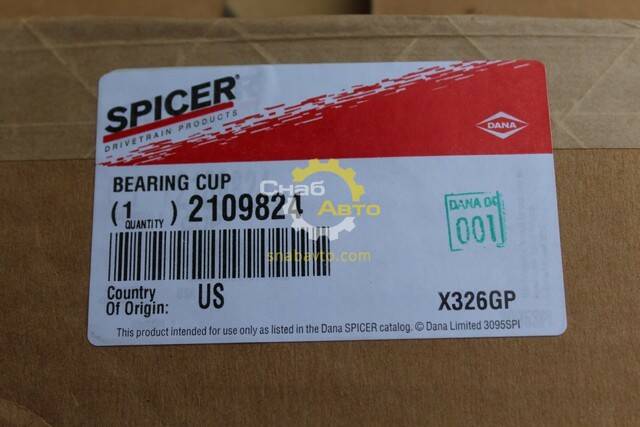 SPICER®
DRIVETRAIN PRODUCTS
DANA
BEARING CUP
(1) 2109824
QUANTITY
Снаб Авто
snabavto.com
DANA DC
001
Country Of Origin: US
X326GP
This product intended for use only as listed in the Dana SPICER catalog. © Dana Limited 3095SPI